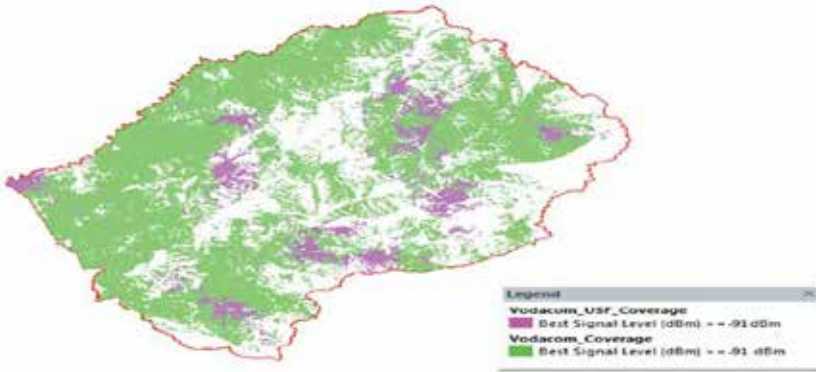 Legend
Vodacom_USF_Coverage
Best Signal Level (dBm) >=-91 dBm
Vodacom_Coverage
Best Signal Level (dBm) >=-91 dBm